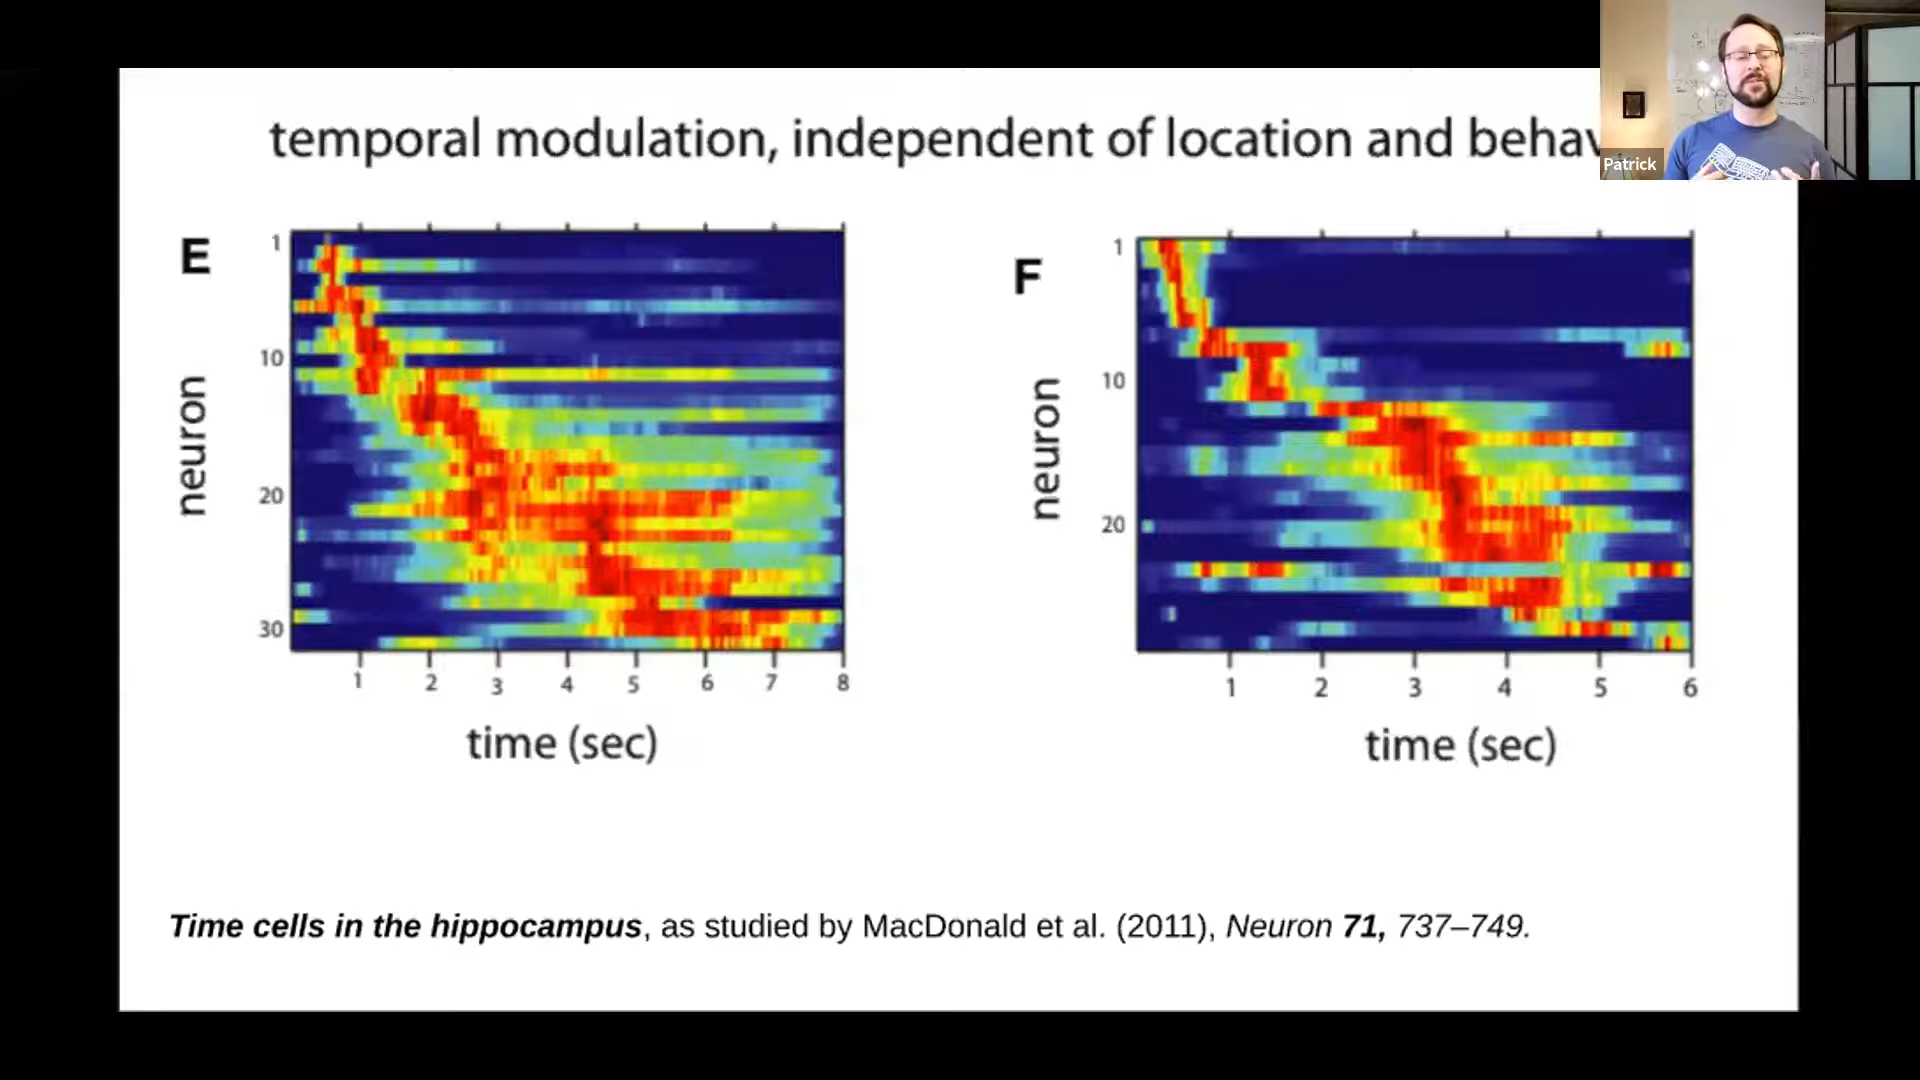 temporal modulation, independent of location and behav
Patrick
E
neuron
1
10
20
30
1 2 3 4 5 6 7 8
time (sec)
F
neuron
1
10
20
1 2 3 4 5 6
time (sec)
Time cells in the hippocampus, as studied by MacDonald et al. (2011), Neuron 71, 737–749.